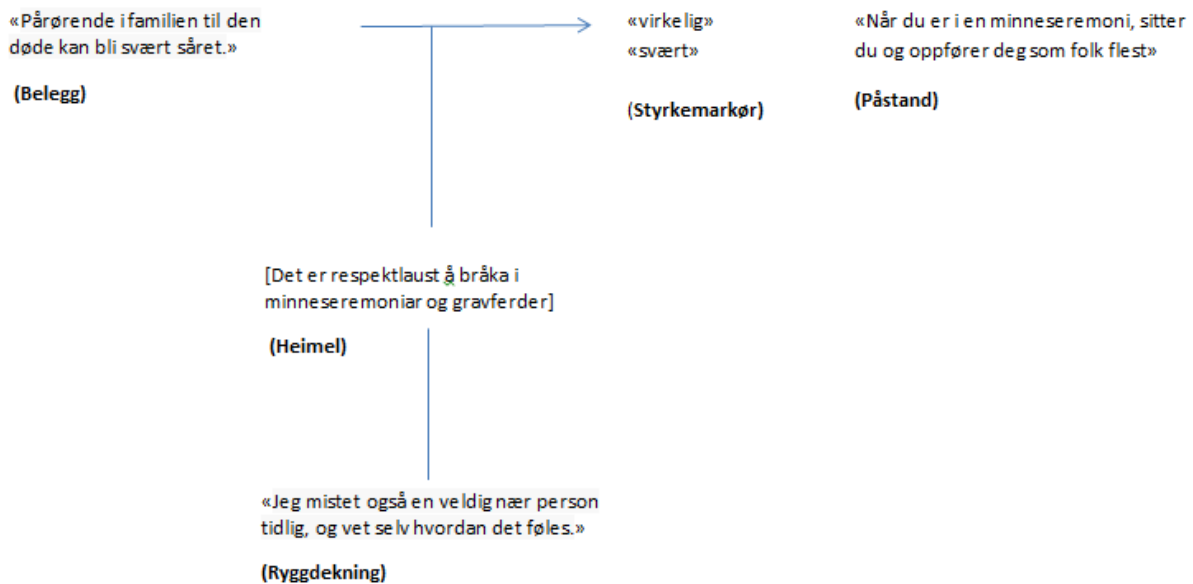 «Pårørende i familien til den
døde kan bli svært såret.»
(Belegg)
«virkelig»
«svært»
(Styrkemarkør)
«Når du er i en minneseremoni, sitter
du og oppfører deg som folk flest»
(Påstand)
[Det er respektlaust å bråka i
minneseremoniar og gravferder]
(Heimel)
«Jeg mistet også en veldig nær person
tidlig, og vet selv hvordan det føles.»
(Ryggdekning)